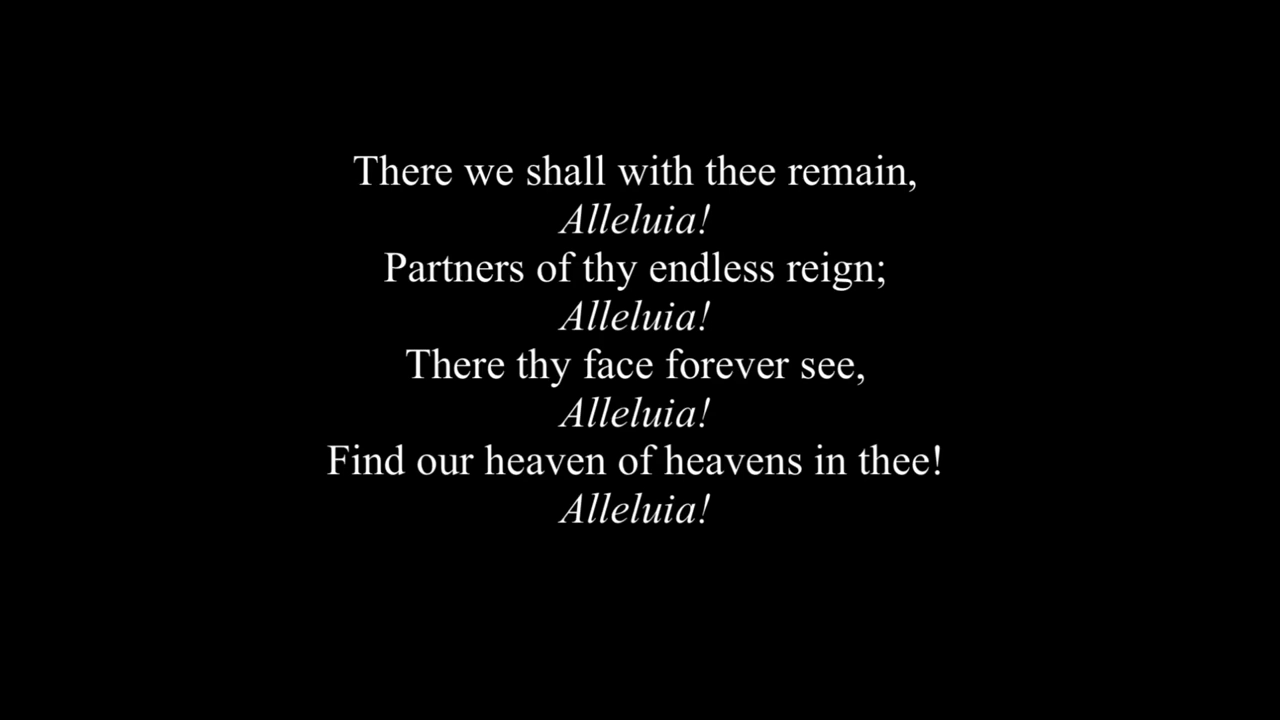 There we shall with thee remain,
Alleluia!
Partners of thy endless reign;
Alleluia!
There thy face forever see,
Alleluia!
Find our heaven of heavens in thee!
Alleluia!